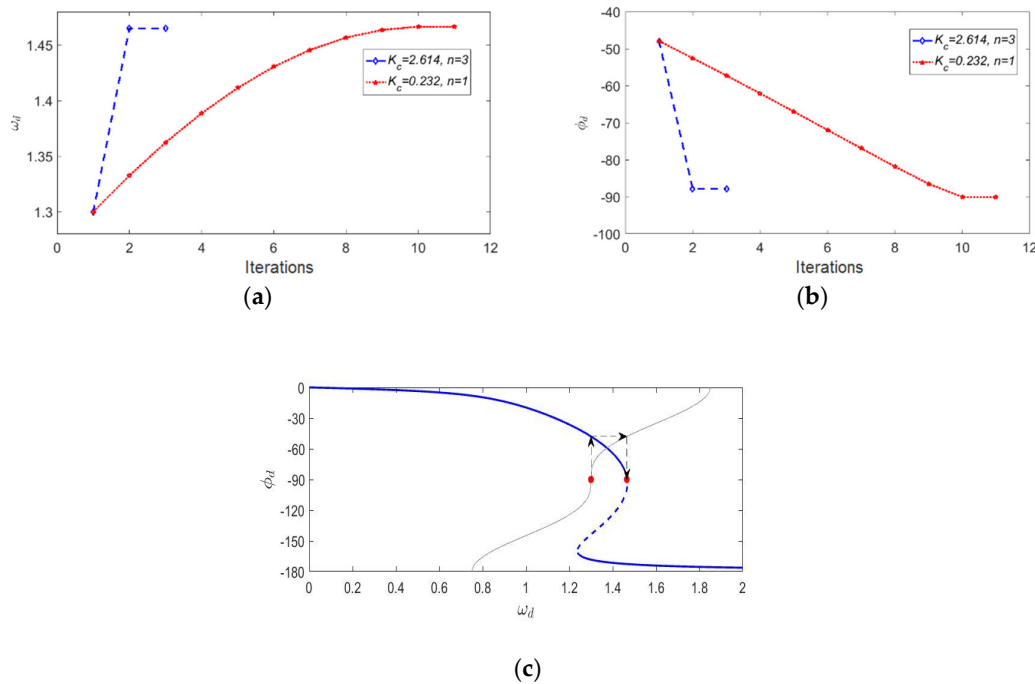 1.45
1.4
1.35
1.3
ω_d
0 2 4 6 8 10 12
Iterations
K_c=2.614, n=3
K_c=0.232, n=1
(a)
-40
-50
-60
-70
-80
-90
-100
ϕ_d
0 2 4 6 8 10 12
Iterations
K_c=2.614, n=3
K_c=0.232, n=1
(b)
0
-30
-60
-90
-120
-150
-180
ϕ_d
0 0.2 0.4 0.6 0.8 1 1.2 1.4 1.6 1.8 2
ω_d
(c)